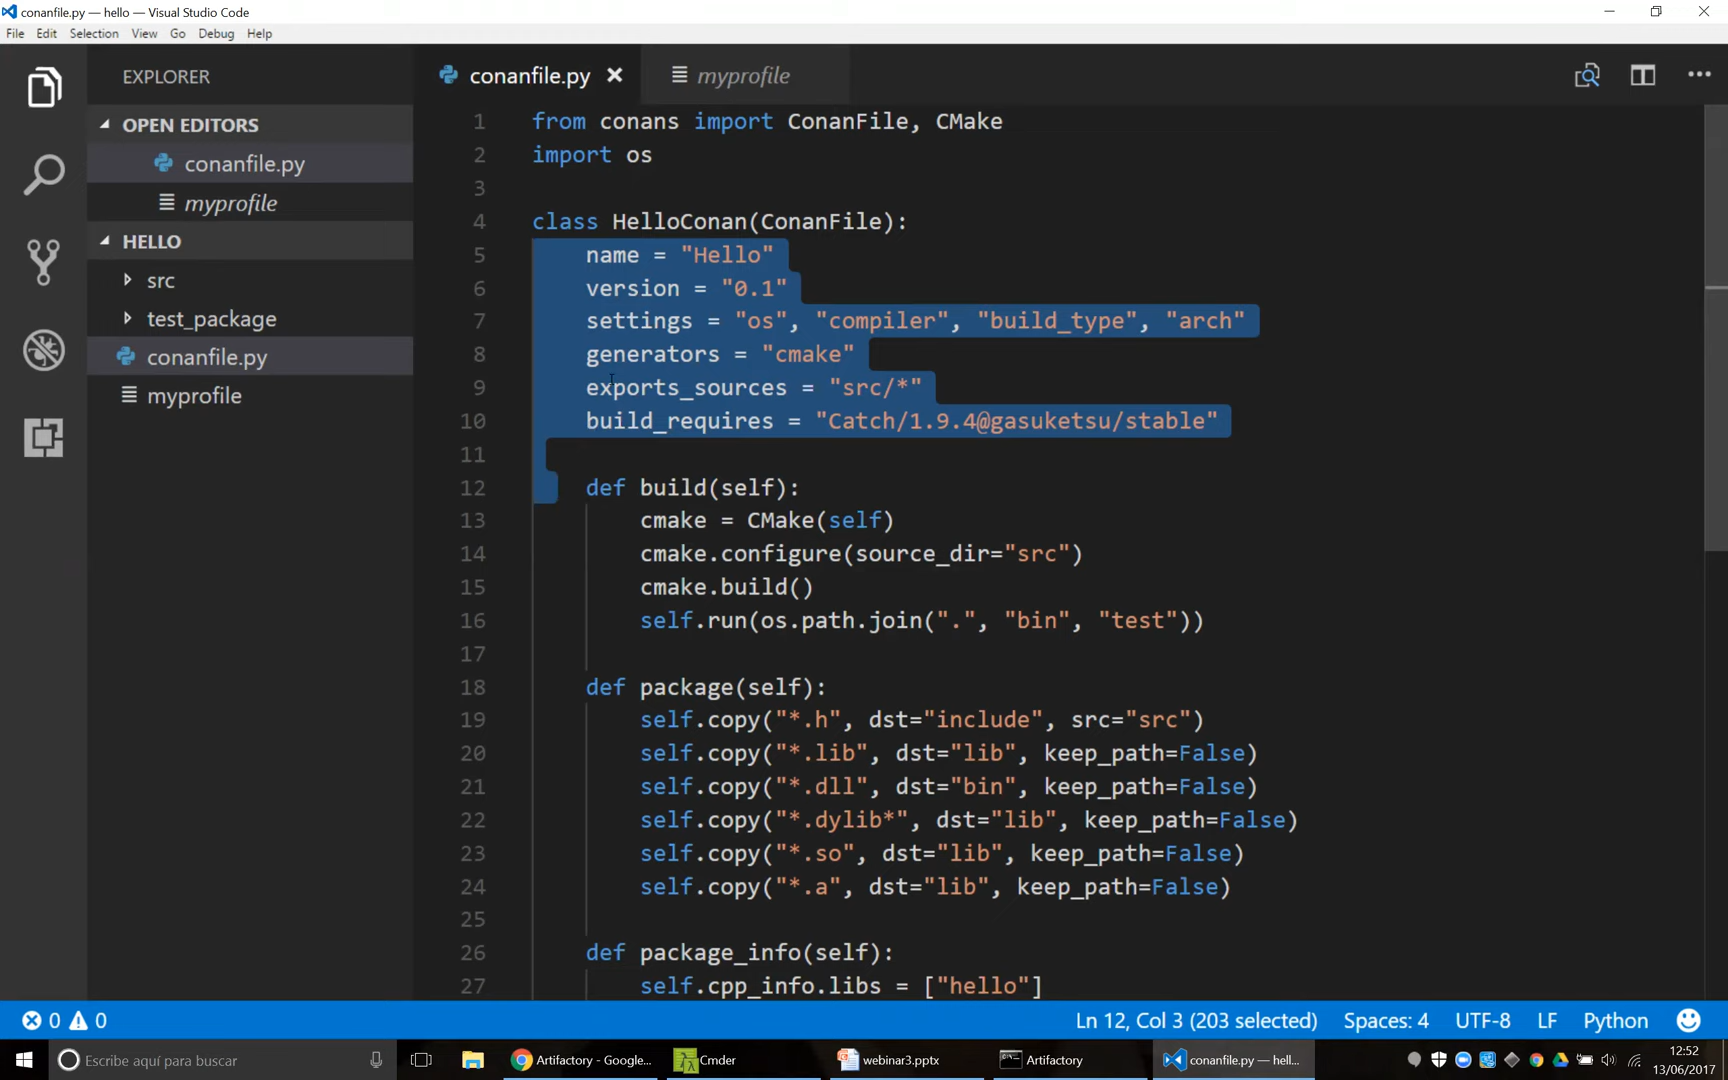 conanfile.py — hello — Visual Studio Code
File Edit Selection View Go Debug Help
EXPLORER
OPEN EDITORS
conanfile.py
myprofile
HELLO
src
test_package
conanfile.py
myprofile
conanfile.py myprofile
1 from conans import ConanFile, CMake
2 import os
3
4 class HelloConan(ConanFile):
5 name = "Hello"
6 version = "0.1"
7 settings = "os", "compiler", "build_type", "arch"
8 generators = "cmake"
9 exports_sources = "src/*"
10 build_requires = "Catch/1.9.4@gasuketsu/stable"
11
12 def build(self):
13 cmake = CMake(self)
14 cmake.configure(source_dir="src")
15 cmake.build()
16 self.run(os.path.join(".", "bin", "test"))
17
18 def package(self):
19 self.copy("*.h", dst="include", src="src")
20 self.copy("*.lib", dst="lib", keep_path=False)
21 self.copy("*.dll", dst="bin", keep_path=False)
22 self.copy("*.dylib*", dst="lib", keep_path=False)
23 self.copy("*.so", dst="lib", keep_path=False)
24 self.copy("*.a", dst="lib", keep_path=False)
25
26 def package_info(self):
27 self.cpp_info.libs = ["hello"]
0 0 Ln 12, Col 3 (203 selected) Spaces: 4 UTF-8 LF Python
Escribe aquí para buscar Artifactory - Google... Cmder webinar3.pptx Artifactory conanfile.py — hell...
12:52
13/06/2017